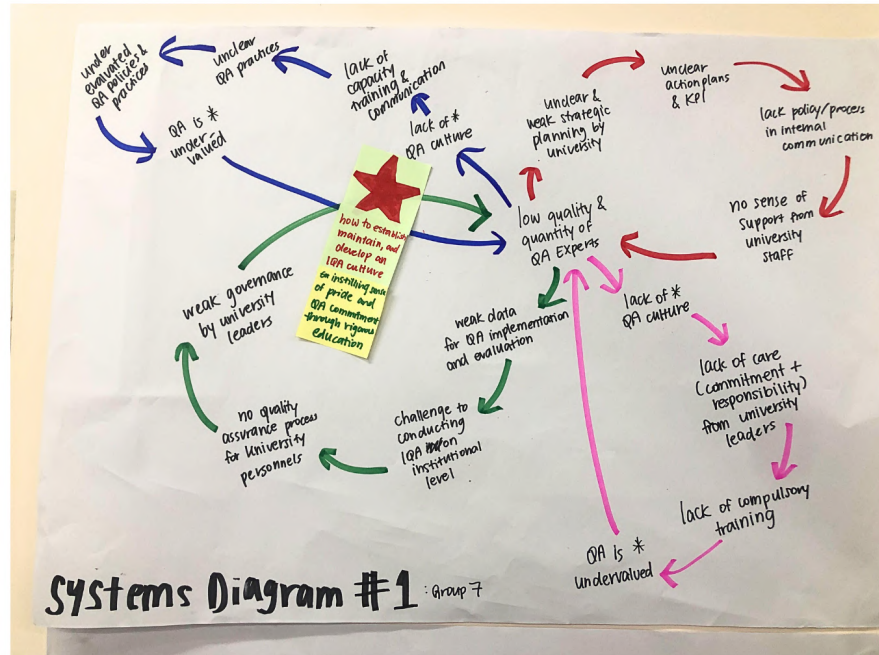 under
evaluated
QA policies &
practices
unclear
QA practices
lack of
capacity
training &
communication
lack of *
QA culture
QA is *
under
valued
unclear &
weak strategic
planning by
university
unclear
action plans
& KPI
lack policy/process
in internal
communication
no sense of
support from
university
staff
low quality &
quantity of
QA Experts
how to establish
maintain, and
develop an
IQA culture
on instilling sense
of pride and
QA commitment
through rigorous
education
weak governance
by university
leaders
weak data
for QA implementation
and evaluation
lack of *
QA culture
lack of care
(commitment +
responsibility)
from university
leaders
no quality
assurance process
for University
personnels
challenge to
conducting
IQA on
institutional
level
lack of compulsory
training
QA is *
undervalued
Systems Diagram #1 : Group 7